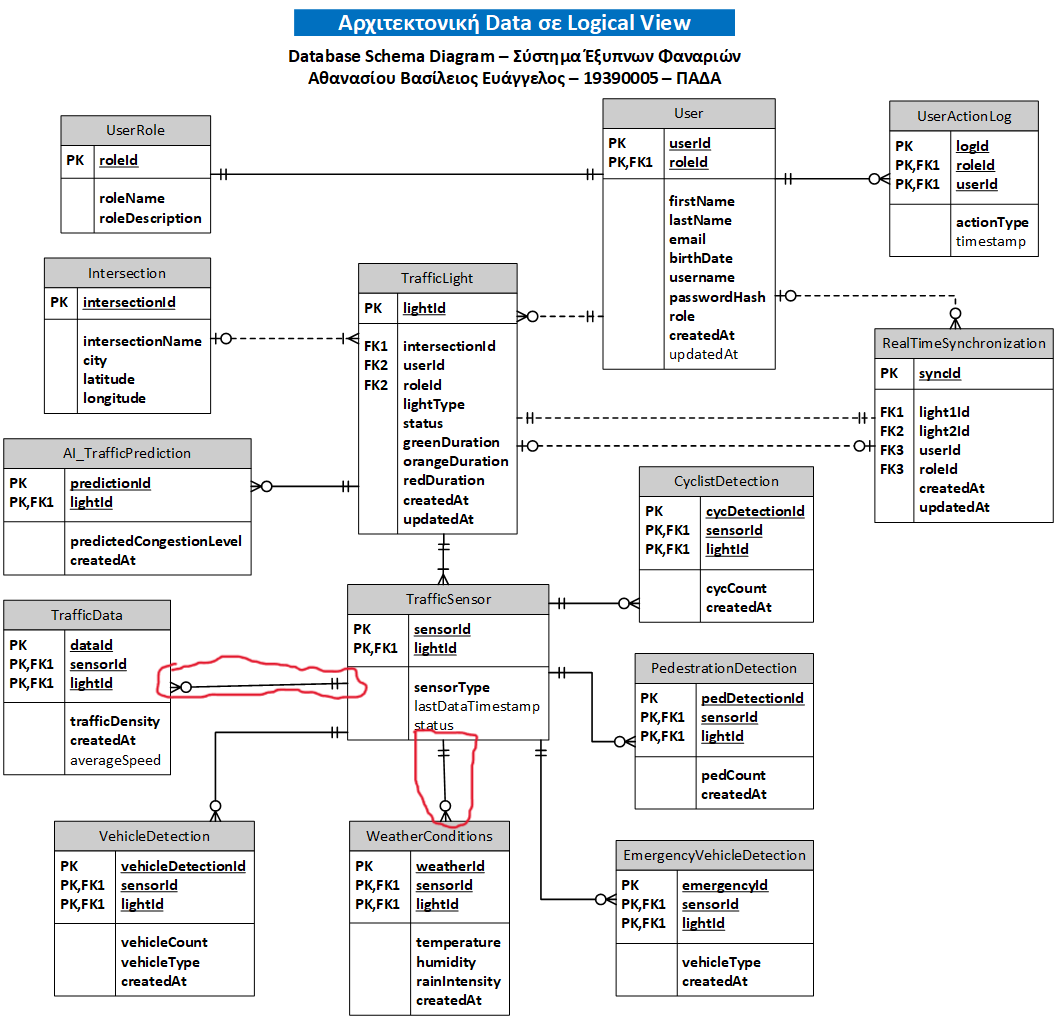 Αρχιτεκτονική Data σε Logical View
Database Schema Diagram – Σύστημα Έξυπνων Φαναριών
Αθανασίου Βασίλειος Ευάγγελος – 19390005 – ΠΑΔΑ
UserRole
PK roleId
roleName
roleDescription
User
PK userId
PK,FK1 roleId
firstName
lastName
email
birthDate
username
passwordHash
role
createdAt
updatedAt
UserActionLog
PK logId
PK,FK1 roleId
PK,FK1 userId
actionType
timestamp
Intersection
PK intersectionId
intersectionName
city
latitude
longitude
TrafficLight
PK lightId
FK1 intersectionId
FK2 userId
FK2 roleId
lightType
status
greenDuration
orangeDuration
redDuration
createdAt
updatedAt
RealTimeSynchronization
PK syncId
FK1 light1Id
FK2 light2Id
FK3 userId
FK3 roleId
createdAt
updatedAt
AI_TrafficPrediction
PK predictionId
PK,FK1 lightId
predictedCongestionLevel
createdAt
CyclistDetection
PK cycDetectionId
PK,FK1 sensorId
PK,FK1 lightId
cycCount
createdAt
TrafficData
PK dataId
PK,FK1 sensorId
PK,FK1 lightId
trafficDensity
createdAt
averageSpeed
TrafficSensor
PK sensorId
PK,FK1 lightId
sensorType
lastDataTimestamp
status
PedestrationDetection
PK pedDetectionId
PK,FK1 sensorId
PK,FK1 lightId
pedCount
createdAt
VehicleDetection
PK vehicleDetectionId
PK,FK1 sensorId
PK,FK1 lightId
vehicleCount
vehicleType
createdAt
WeatherConditions
PK weatherId
PK,FK1 sensorId
PK,FK1 lightId
temperature
humidity
rainIntensity
createdAt
EmergencyVehicleDetection
PK emergencyId
PK,FK1 sensorId
PK,FK1 lightId
vehicleType
createdAt